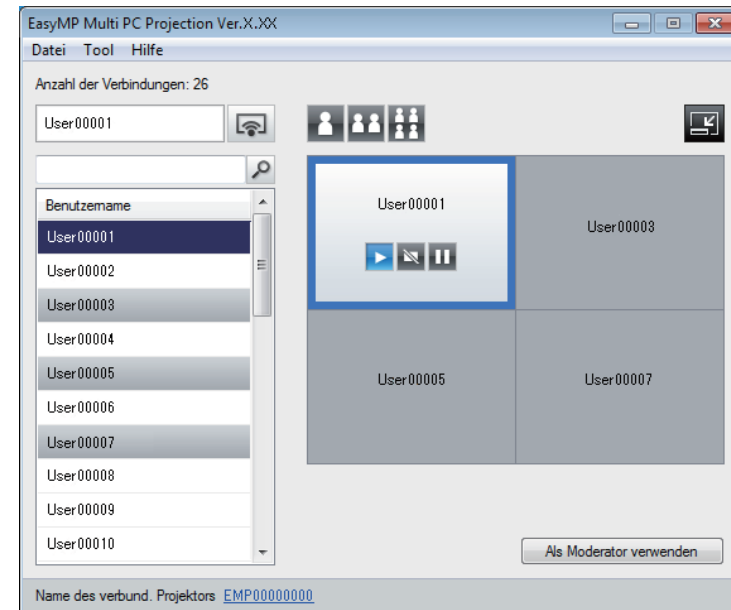 EasyMP Multi PC Projection Ver.X.XX
Datei Tool Hilfe
Anzahl der Verbindungen: 26
User00001
Benutzername
User00001
User00002
User00003
User00004
User00005
User00006
User00007
User00008
User00009
User00010
User00001
User00003
User00005
User00007
Als Moderator verwenden
Name des verbund. Projektors EMP00000000